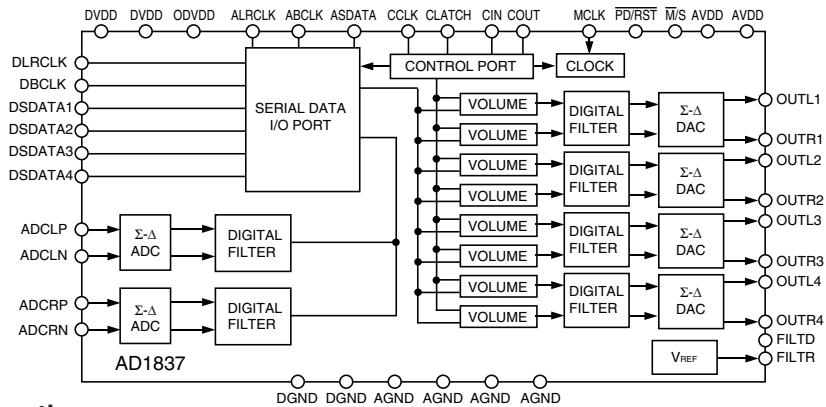 DVDD DVDD ODVDD ALRCLK ABCLK ASDATA CCLK CLATCH CIN COUT MCLK PD/RST M/S AVDD AVDD
DLRCLK
DBCLK
DSDATA1
DSDATA2
DSDATA3
DSDATA4
SERIAL DATA
I/O PORT
CONTROL PORT
CLOCK
VOLUME
VOLUME
DIGITAL
FILTER
Σ-Δ
DAC
OUTL1
OUTR1
VOLUME
VOLUME
DIGITAL
FILTER
Σ-Δ
DAC
OUTL2
OUTR2
VOLUME
VOLUME
DIGITAL
FILTER
Σ-Δ
DAC
OUTL3
OUTR3
VOLUME
VOLUME
DIGITAL
FILTER
Σ-Δ
DAC
OUTL4
OUTR4
ADCLP
ADCLN
Σ-Δ
ADC
DIGITAL
FILTER
ADCRP
ADCRN
Σ-Δ
ADC
DIGITAL
FILTER
FILTD
VREF
FILTR
AD1837
DGND DGND AGND AGND AGND AGND